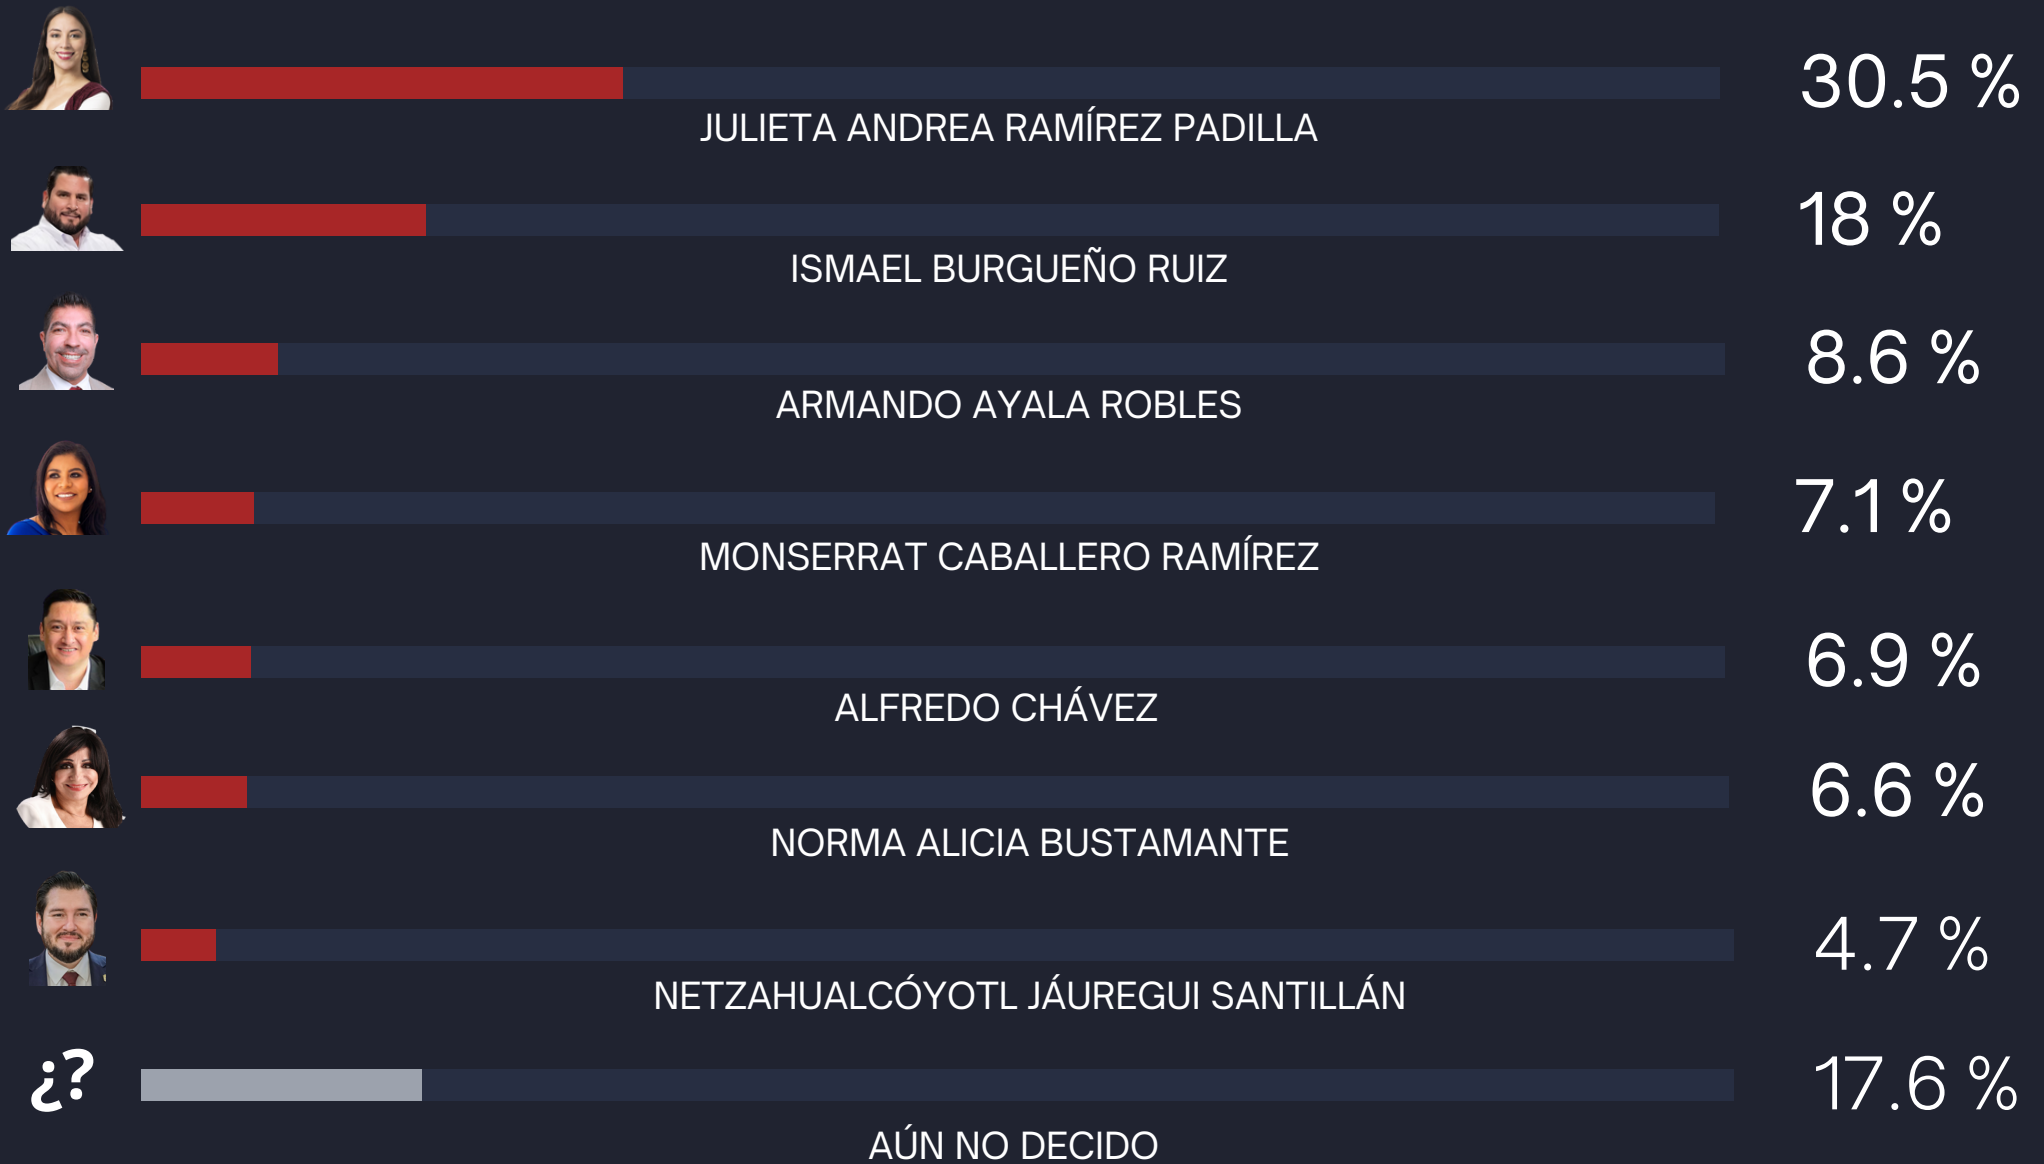 30.5 %
JULIETA ANDREA RAMÍREZ PADILLA
18 %
ISMAEL BURGUEÑO RUIZ
8.6 %
ARMANDO AYALA ROBLES
7.1 %
MONSERRAT CABALLERO RAMÍREZ
6.9 %
ALFREDO CHÁVEZ
6.6 %
NORMA ALICIA BUSTAMANTE
4.7 %
NETZAHUALCÓYOTL JÁUREGUI SANTILLÁN
¿?
17.6 %
AÚN NO DECIDO